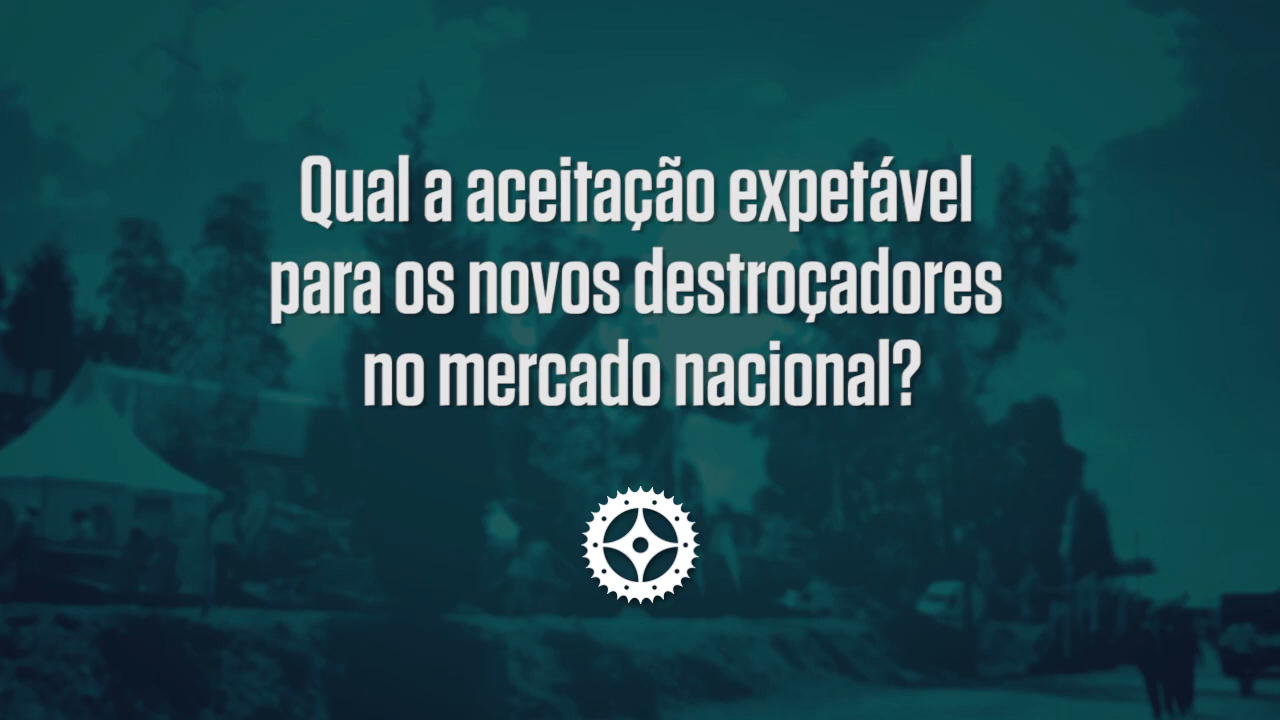 Qual a aceitação expetável
para os novos destroçadores
no mercado nacional?